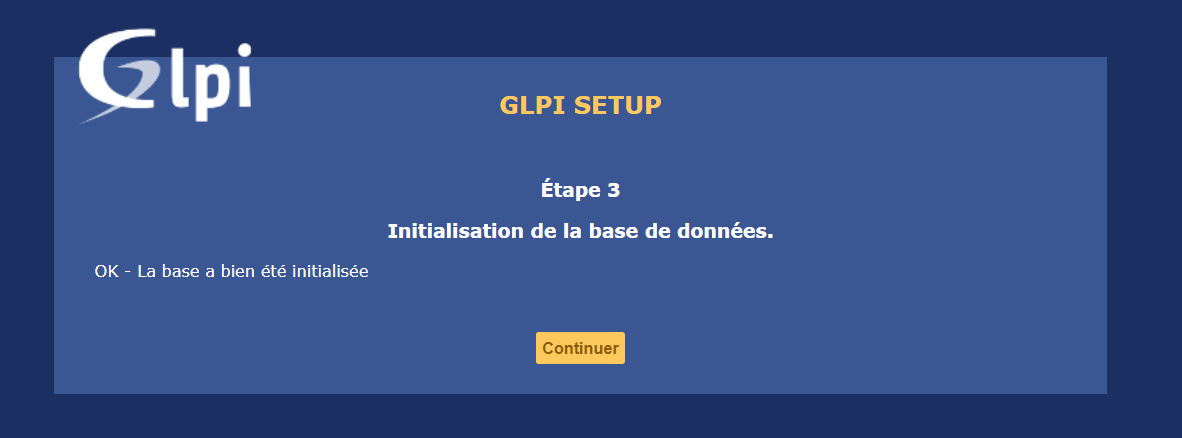 Glpi
GLPI SETUP
Étape 3
Initialisation de la base de données.
OK - La base a bien été initialisée
Continuer